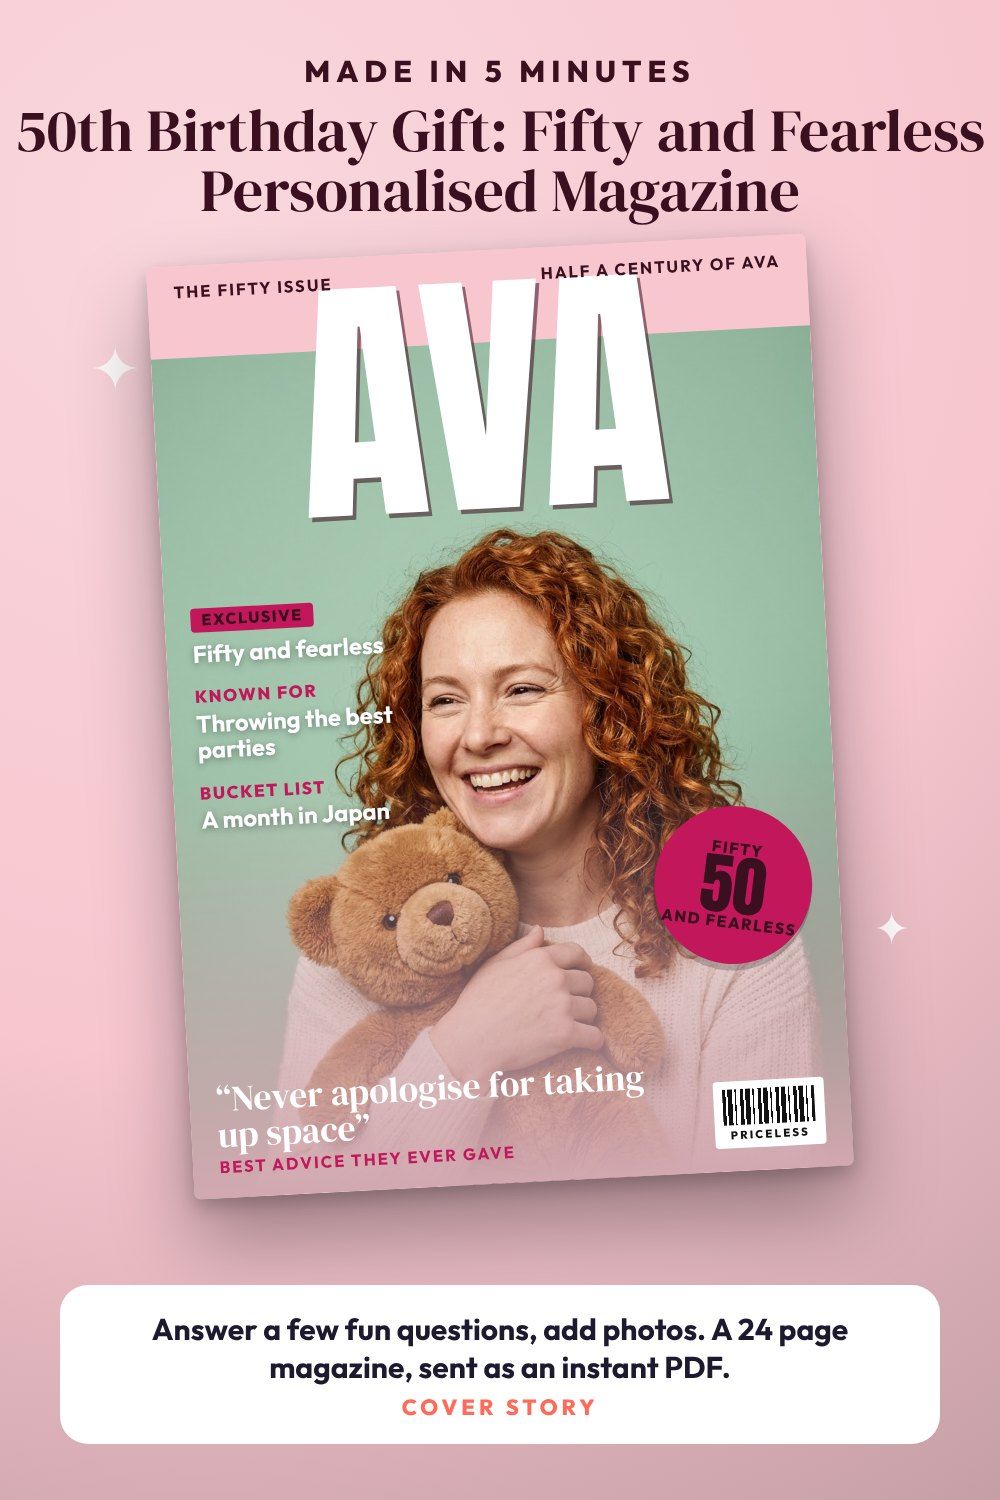 MADE IN 5 MINUTES
50th Birthday Gift: Fifty and Fearless
Personalised Magazine
THE FIFTY ISSUE
HALF A CENTURY OF AVA
AVA
EXCLUSIVE
Fifty and fearless
KNOWN FOR
Throwing the best
parties
BUCKET LIST
A month in Japan
FIFTY
50
AND FEARLESS
“Never apologise for taking
up space”
BEST ADVICE THEY EVER GAVE
PRICELESS
Answer a few fun questions, add photos. A 24 page
magazine, sent as an instant PDF.
COVER STORY